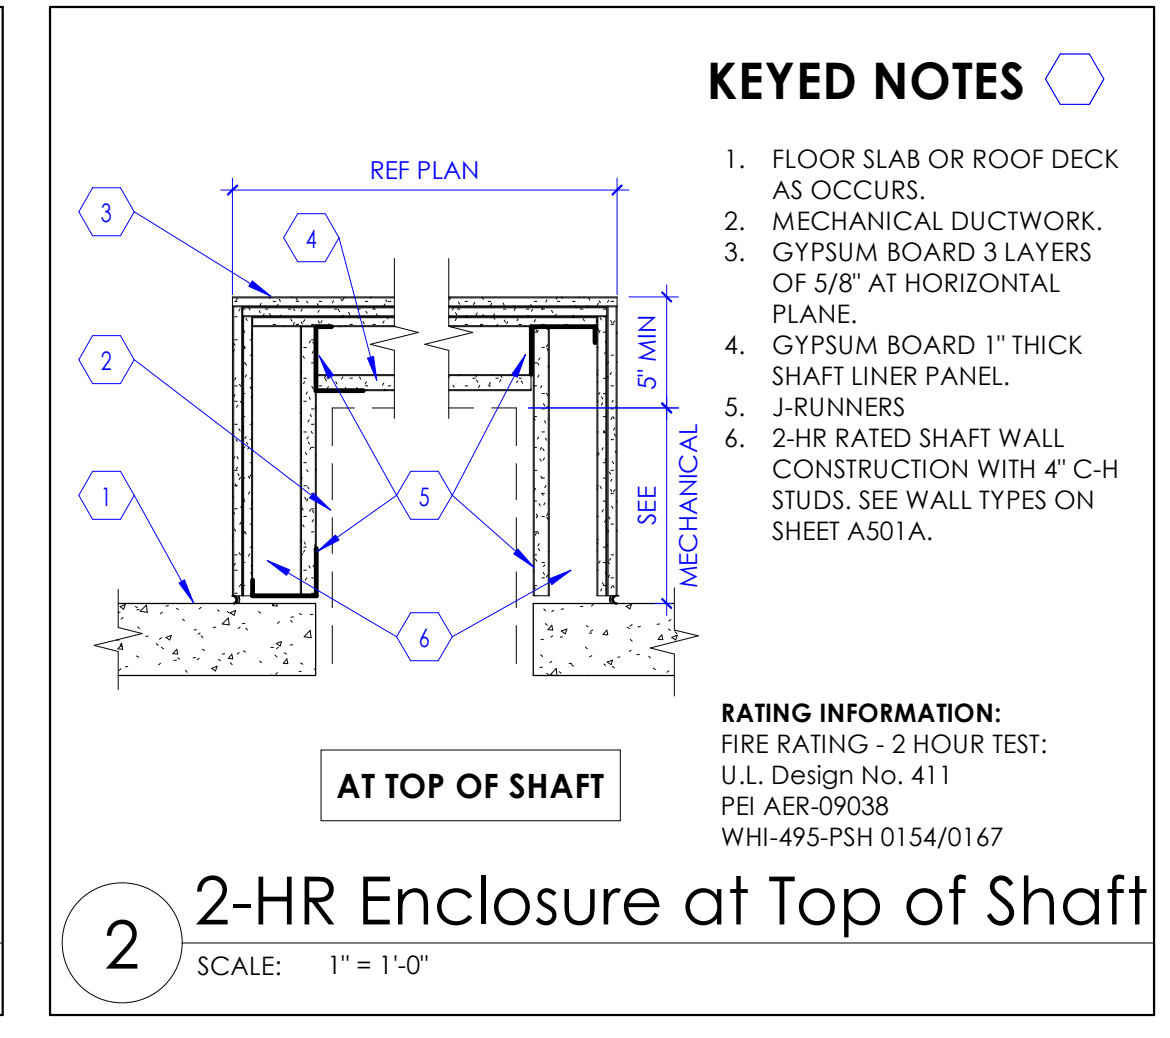 KEYED NOTES
1. FLOOR SLAB OR ROOF DECK
AS OCCURS.
2. MECHANICAL DUCTWORK.
3. GYPSUM BOARD 3 LAYERS
OF 5/8" AT HORIZONTAL
PLANE.
4. GYPSUM BOARD 1" THICK
SHAFT LINER PANEL.
5. J-RUNNERS
6. 2-HR RATED SHAFT WALL
CONSTRUCTION WITH 4" C-H
STUDS. SEE WALL TYPES ON
SHEET A501A.
REF PLAN
3
4
2
5" MIN
1
5
SEE
MECHANICAL
6
RATING INFORMATION:
FIRE RATING - 2 HOUR TEST:
U.L. Design No. 411
PEI AER-09038
WHI-495-PSH 0154/0167
AT TOP OF SHAFT
2
2-HR Enclosure at Top of Shaft
SCALE: 1" = 1'-0"